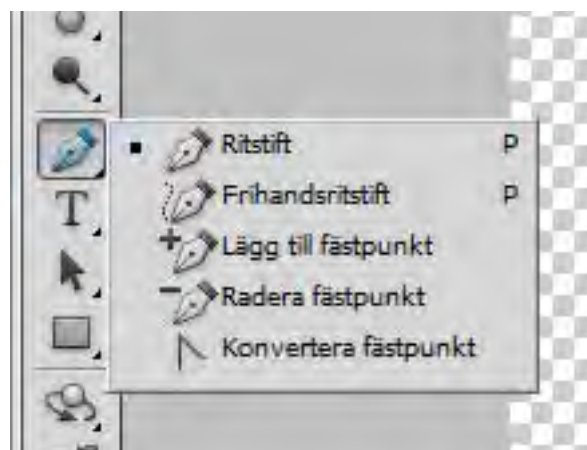 Ritstift P
Frihandsritstift P
Lägg till fästpunkt
Radera fästpunkt
Konvertera fästpunkt
T